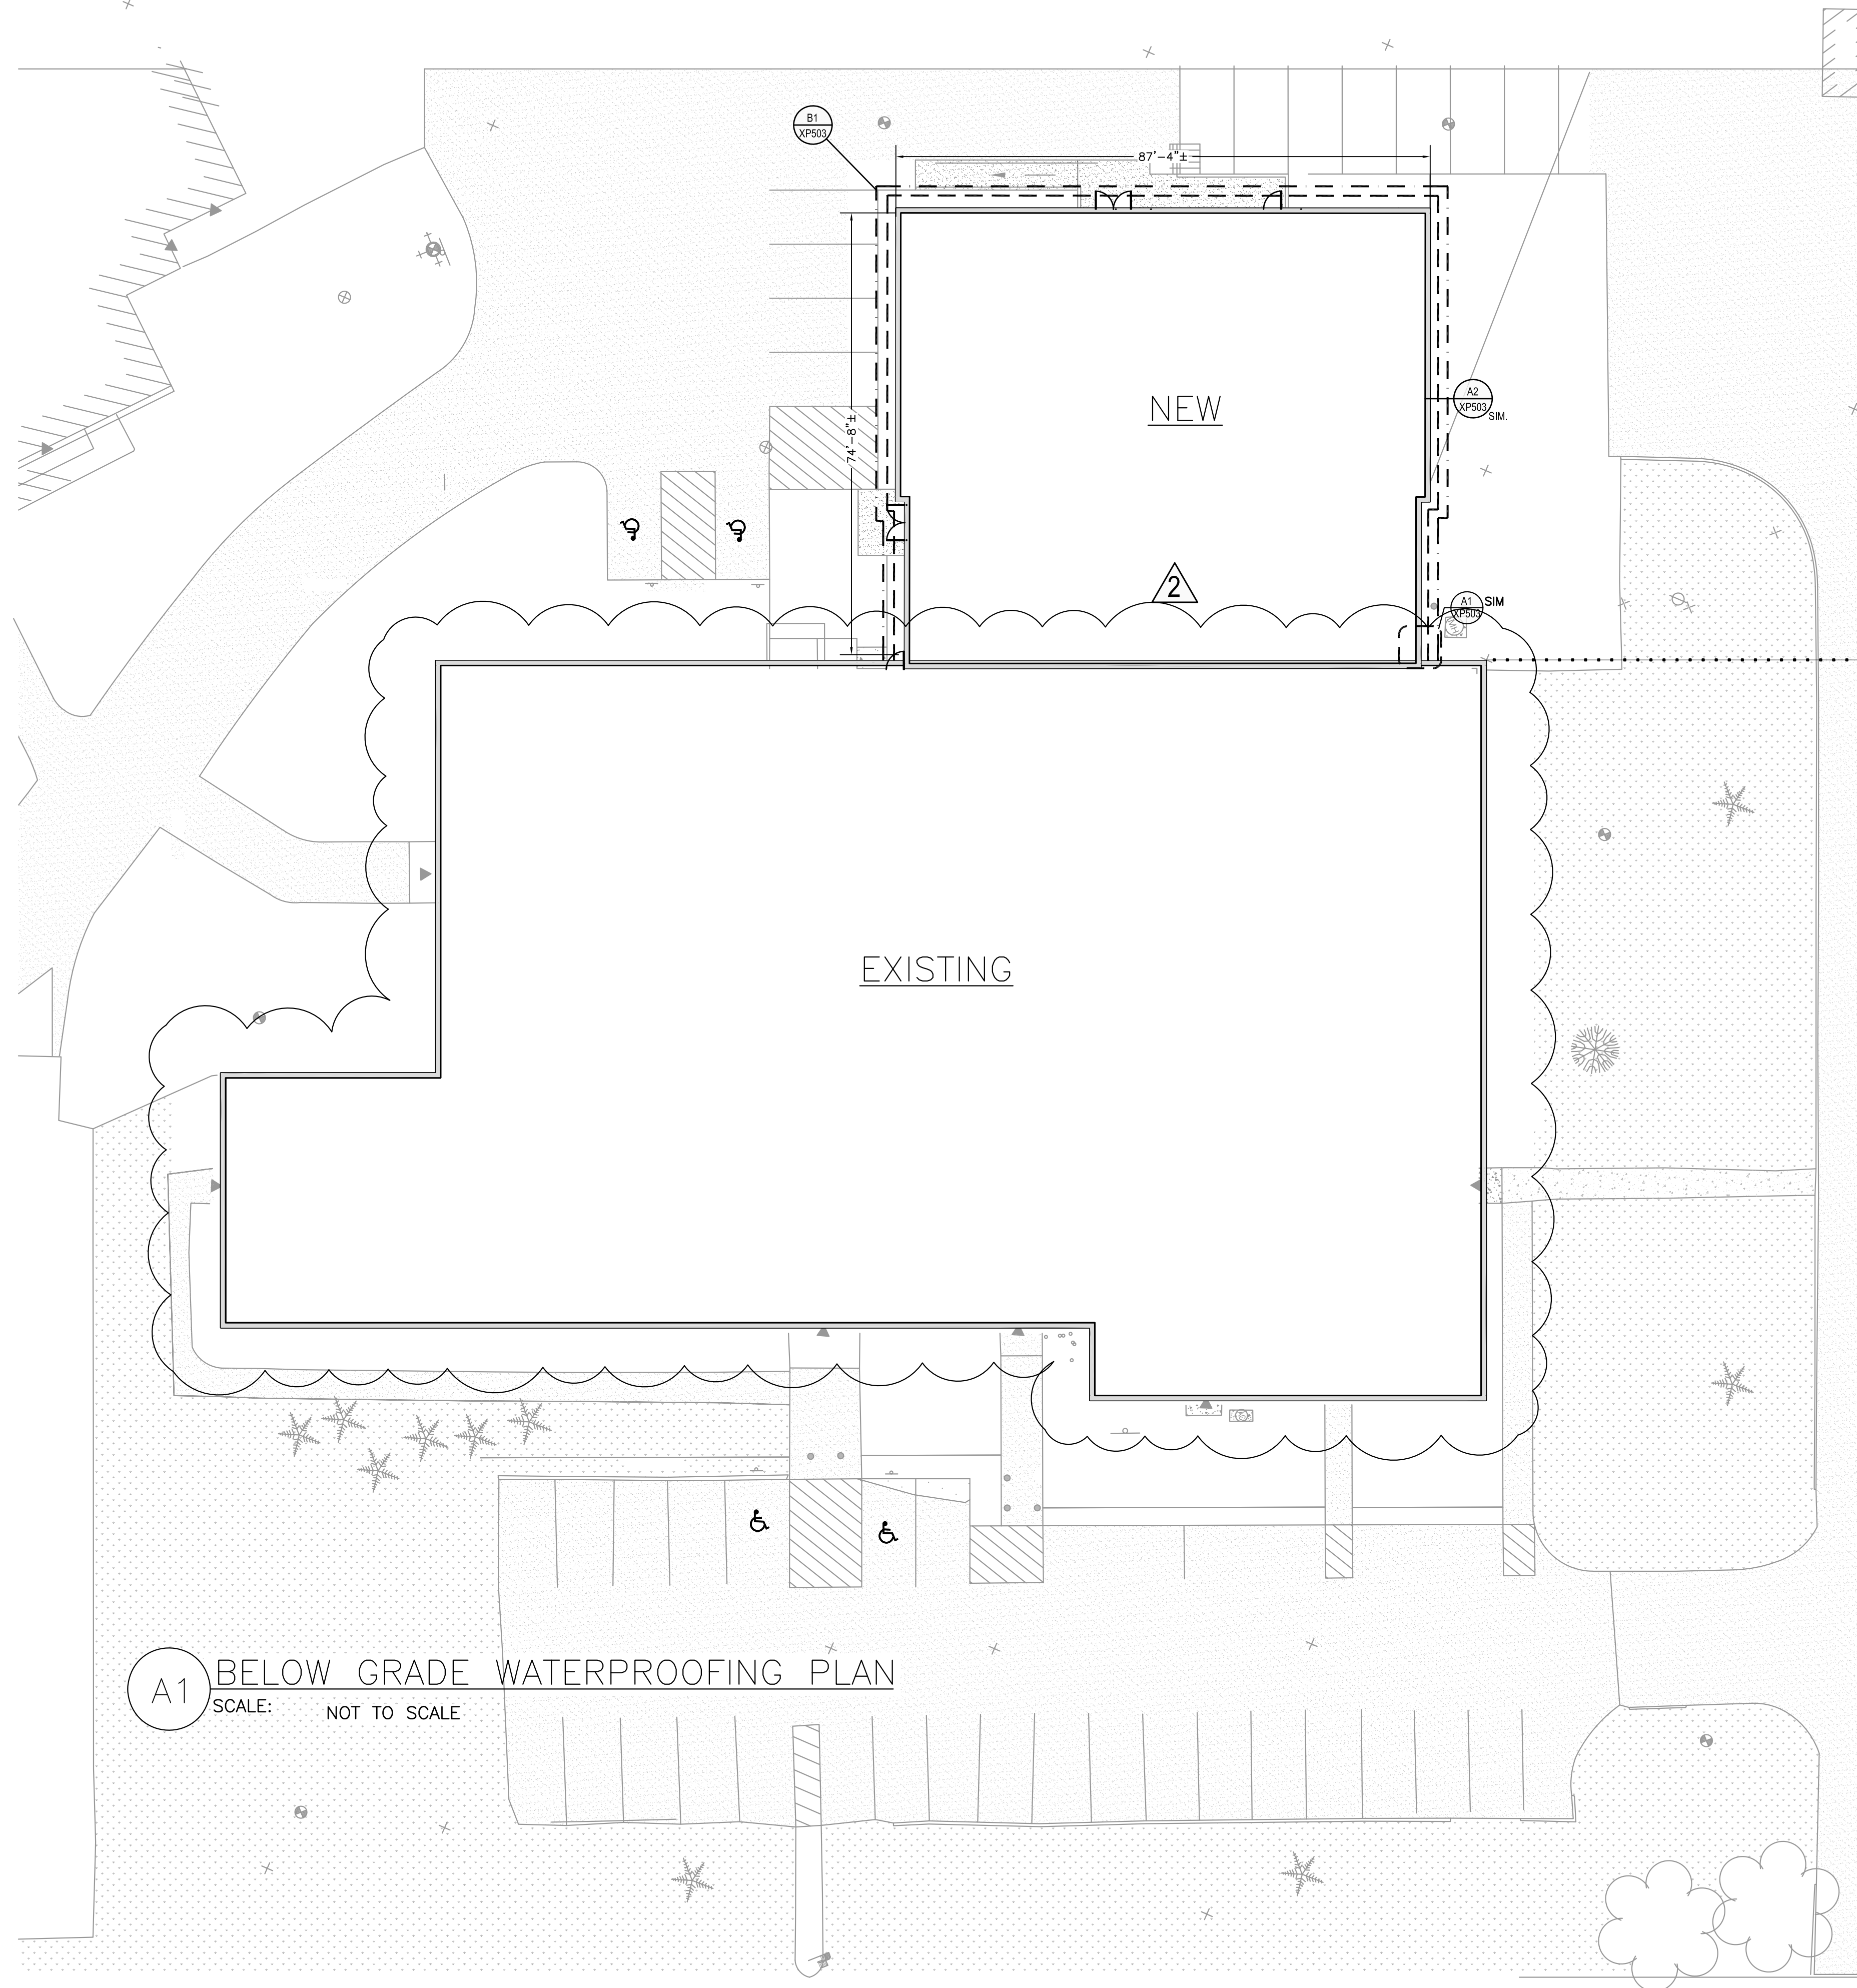 B1
XP503
87'-4"±
74'-8"±
NEW
A2
XP503
SIM.
2
A1
XP503
SIM
EXISTING
A1
BELOW GRADE WATERPROOFING PLAN
SCALE: NOT TO SCALE